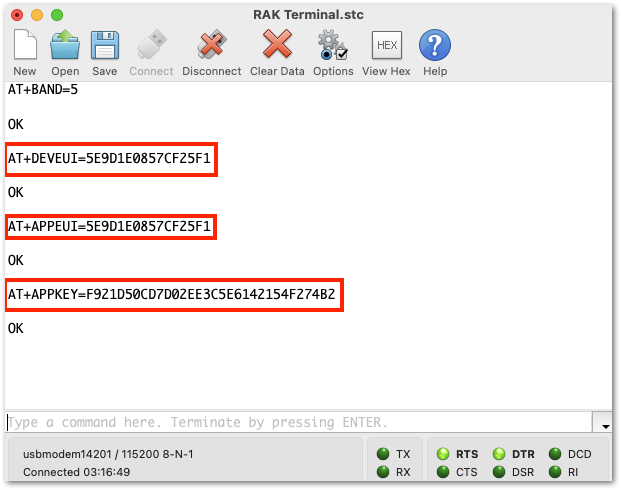 RAK Terminal.stc
New Open Save Connect Disconnect Clear Data Options HEX View Hex Help
AT+BAND=5
OK
AT+DEVEUI=5E9D1E0857CF25F1
OK
AT+APPEUI=5E9D1E0857CF25F1
OK
AT+APPKEY=F921D50CD7D02EE3C5E6142154F274B2
OK
Type a command here. Terminate by pressing ENTER.
usbmodem14201 / 115200 8-N-1 TX RTS DTR DCD
Connected 03:16:49 RX CTS DSR RI